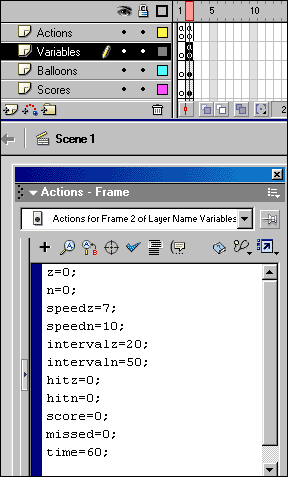 1 5 10
Actions
Variables
Balloons
Scores
2
Scene 1
Actions - Frame
Actions for Frame 2 of Layer Name Variables
z=0;
n=0;
speedz=7;
speedn=10;
intervalz=20;
intervaln=50;
hitz=0;
hitn=0;
score=0;
missed=0;
time=60;